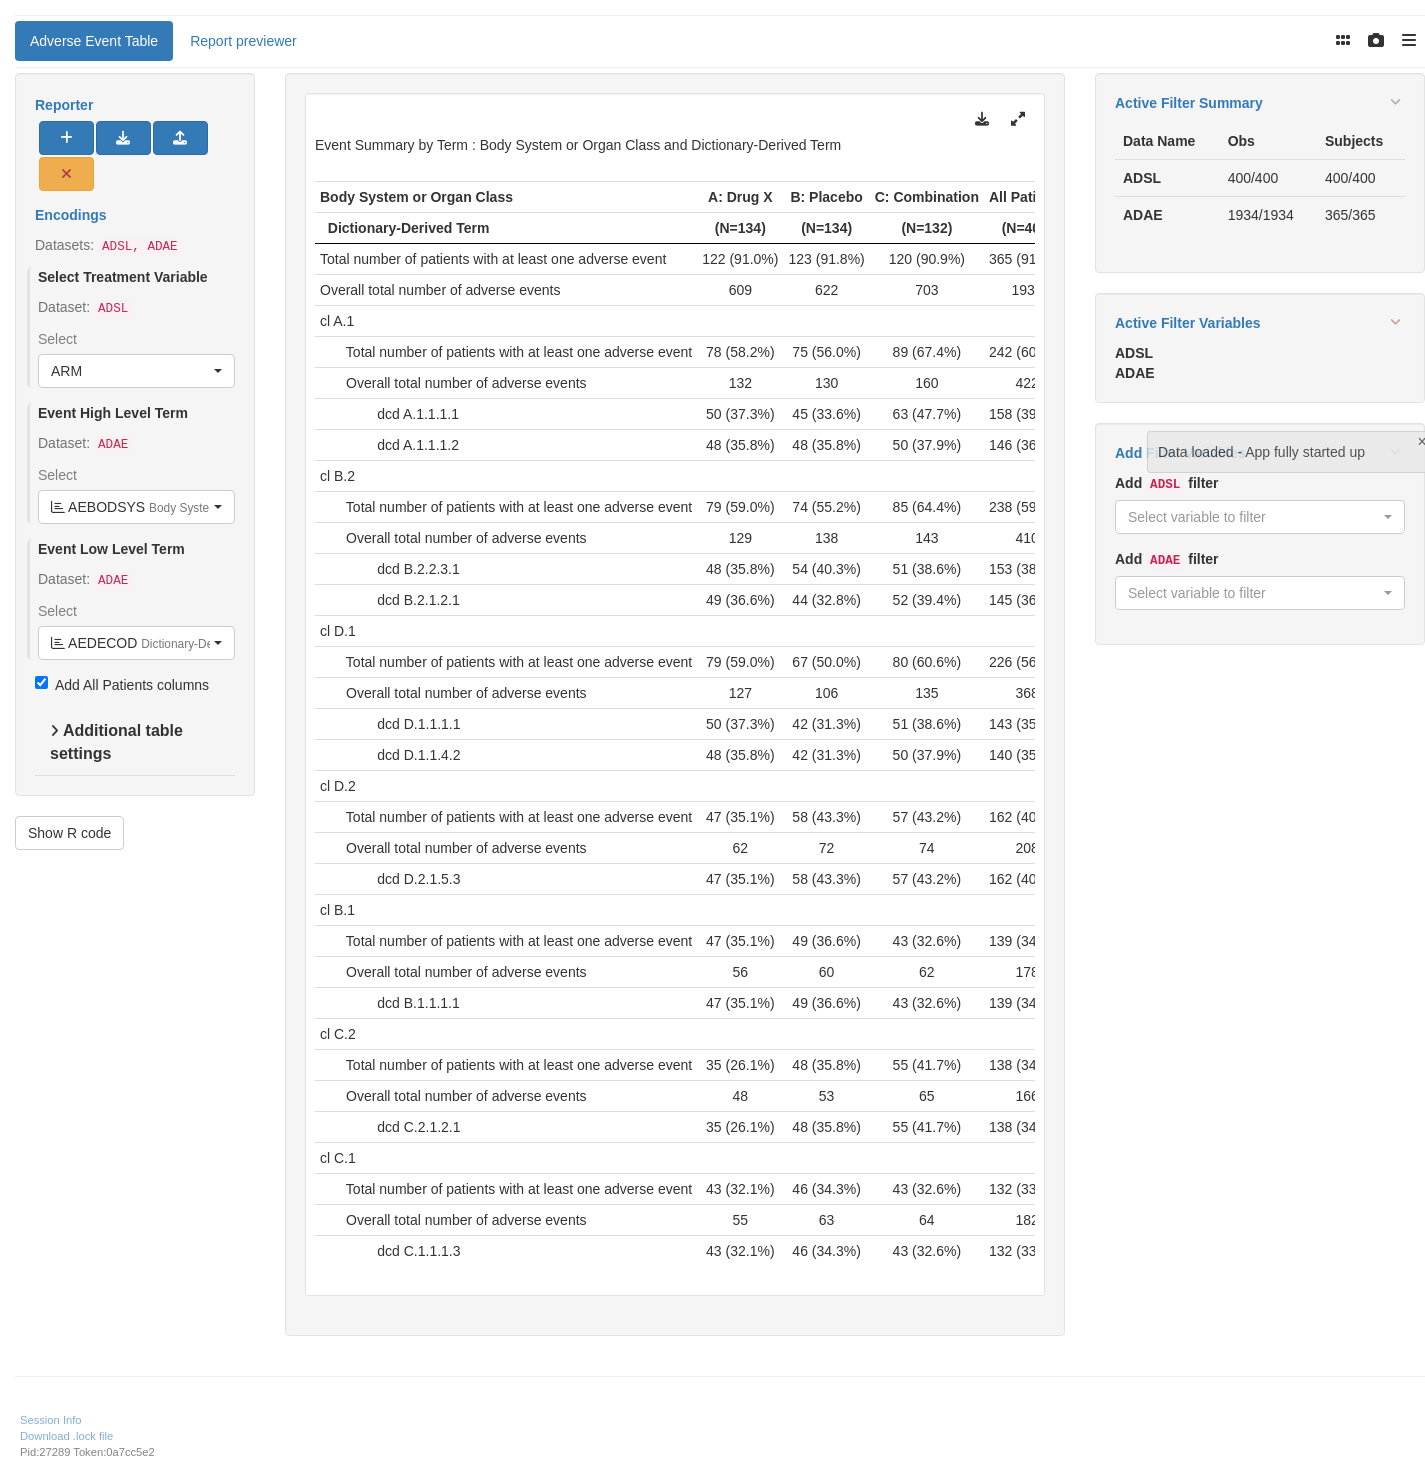 Adverse Event Table
Report previewer
Reporter
Encodings
Datasets: ADSL, ADAE
Select Treatment Variable
Dataset: ADSL
Select
ARM
Event High Level Term
Dataset: ADAE
Select
AEBODSYS Body Syste
Event Low Level Term
Dataset: ADAE
Select
AEDECOD Dictionary-De
Add All Patients columns
Additional table
settings
Show R code
Event Summary by Term : Body System or Organ Class and Dictionary-Derived Term
Body System or Organ Class A: Drug X B: Placebo C: Combination All Pati
Dictionary-Derived Term (N=134) (N=134) (N=132) (N=40
Total number of patients with at least one adverse event 122 (91.0%) 123 (91.8%) 120 (90.9%) 365 (91
Overall total number of adverse events 609 622 703 193
cl A.1
Total number of patients with at least one adverse event 78 (58.2%) 75 (56.0%) 89 (67.4%) 242 (60
Overall total number of adverse events 132 130 160 422
dcd A.1.1.1.1 50 (37.3%) 45 (33.6%) 63 (47.7%) 158 (39
dcd A.1.1.1.2 48 (35.8%) 48 (35.8%) 50 (37.9%) 146 (36
cl B.2
Total number of patients with at least one adverse event 79 (59.0%) 74 (55.2%) 85 (64.4%) 238 (59
Overall total number of adverse events 129 138 143 410
dcd B.2.2.3.1 48 (35.8%) 54 (40.3%) 51 (38.6%) 153 (38
dcd B.2.1.2.1 49 (36.6%) 44 (32.8%) 52 (39.4%) 145 (36
cl D.1
Total number of patients with at least one adverse event 79 (59.0%) 67 (50.0%) 80 (60.6%) 226 (56
Overall total number of adverse events 127 106 135 368
dcd D.1.1.1.1 50 (37.3%) 42 (31.3%) 51 (38.6%) 143 (35
dcd D.1.1.4.2 48 (35.8%) 42 (31.3%) 50 (37.9%) 140 (35
cl D.2
Total number of patients with at least one adverse event 47 (35.1%) 58 (43.3%) 57 (43.2%) 162 (40
Overall total number of adverse events 62 72 74 208
dcd D.2.1.5.3 47 (35.1%) 58 (43.3%) 57 (43.2%) 162 (40
cl B.1
Total number of patients with at least one adverse event 47 (35.1%) 49 (36.6%) 43 (32.6%) 139 (34
Overall total number of adverse events 56 60 62 178
dcd B.1.1.1.1 47 (35.1%) 49 (36.6%) 43 (32.6%) 139 (34
cl C.2
Total number of patients with at least one adverse event 35 (26.1%) 48 (35.8%) 55 (41.7%) 138 (34
Overall total number of adverse events 48 53 65 166
dcd C.2.1.2.1 35 (26.1%) 48 (35.8%) 55 (41.7%) 138 (34
cl C.1
Total number of patients with at least one adverse event 43 (32.1%) 46 (34.3%) 43 (32.6%) 132 (33
Overall total number of adverse events 55 63 64 182
dcd C.1.1.1.3 43 (32.1%) 46 (34.3%) 43 (32.6%) 132 (33
Active Filter Summary
Data Name Obs Subjects
ADSL 400/400 400/400
ADAE 1934/1934 365/365
Active Filter Variables
ADSL
ADAE
Add
Data loaded - App fully started up
Add ADSL filter
Select variable to filter
Add ADAE filter
Select variable to filter
Session Info
Download .lock file
Pid:27289 Token:0a7cc5e2